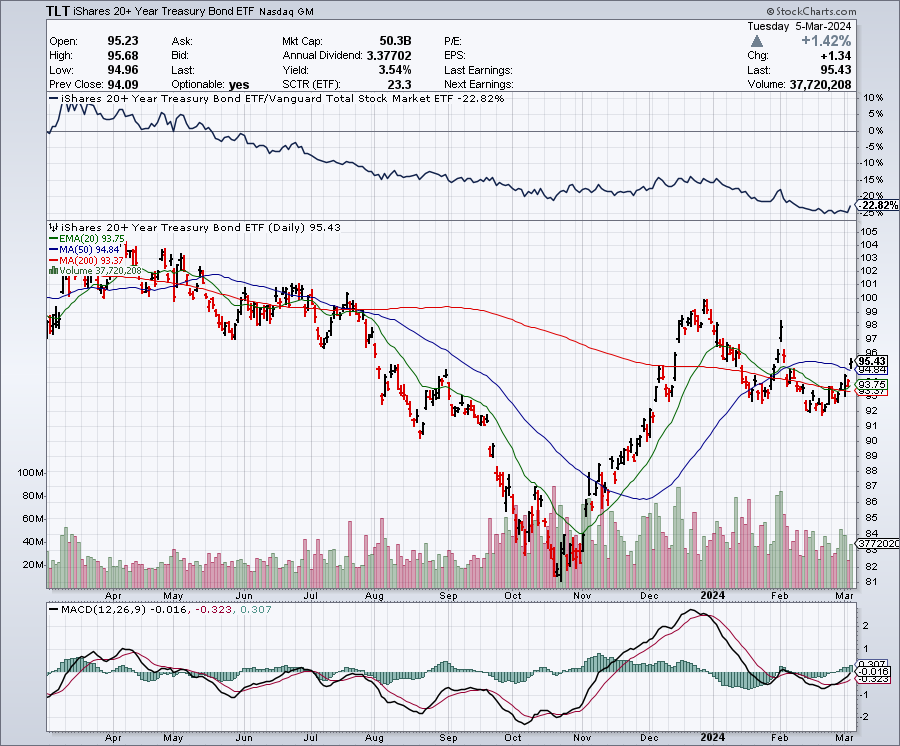 TLT iShares 20+ Year Treasury Bond ETF Nasdaq GM
© StockCharts.com
Tuesday 5-Mar-2024
Open: 95.23 Ask: Mkt Cap: 50.3B P/E: +1.42%
High: 95.68 Bid: Annual Dividend: 3.37702 EPS: Chg: +1.34
Low: 94.96 Last: Yield: 3.54% Last Earnings: Last: 95.43
Prev Close: 94.09 Optionable: yes SCTR (ETF): 23.3 Next Earnings: Volume: 37,720,208
iShares 20+ Year Treasury Bond ETF/Vanguard Total Stock Market ETF -22.82%
10%
5%
0%
-5%
-10%
-15%
-20%
-22.82%
-25%
iShares 20+ Year Treasury Bond ETF (Daily) 95.43
EMA(20) 93.75
MA(50) 94.84
MA(200) 93.37
Volume 37,720,208
105
104
103
102
101
100
99
98
97
96
95.43
94.84
93.75
93.37
92
91
90
89
88
87
86
85
84
83
37720208
82
81
100M
80M
60M
40M
20M
Apr May Jun Jul Aug Sep Oct Nov Dec 2024 Feb Mar
MACD(12,26,9) -0.016, -0.323, 0.307
2
1
0.307
-0.016
-0.323
-1
-2
Apr May Jun Jul Aug Sep Oct Nov Dec 2024 Feb Mar